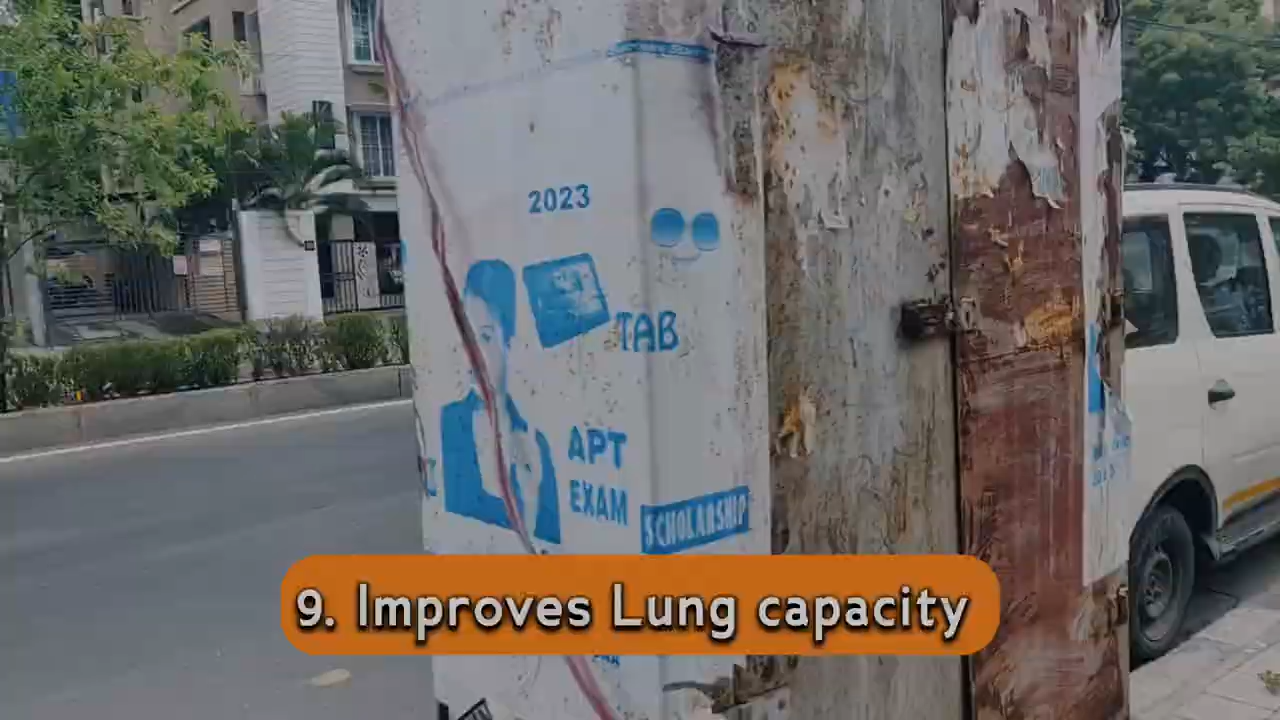 2023
TAB
APT
EXAM
SCHOLARSHIP
9. Improves Lung capacity